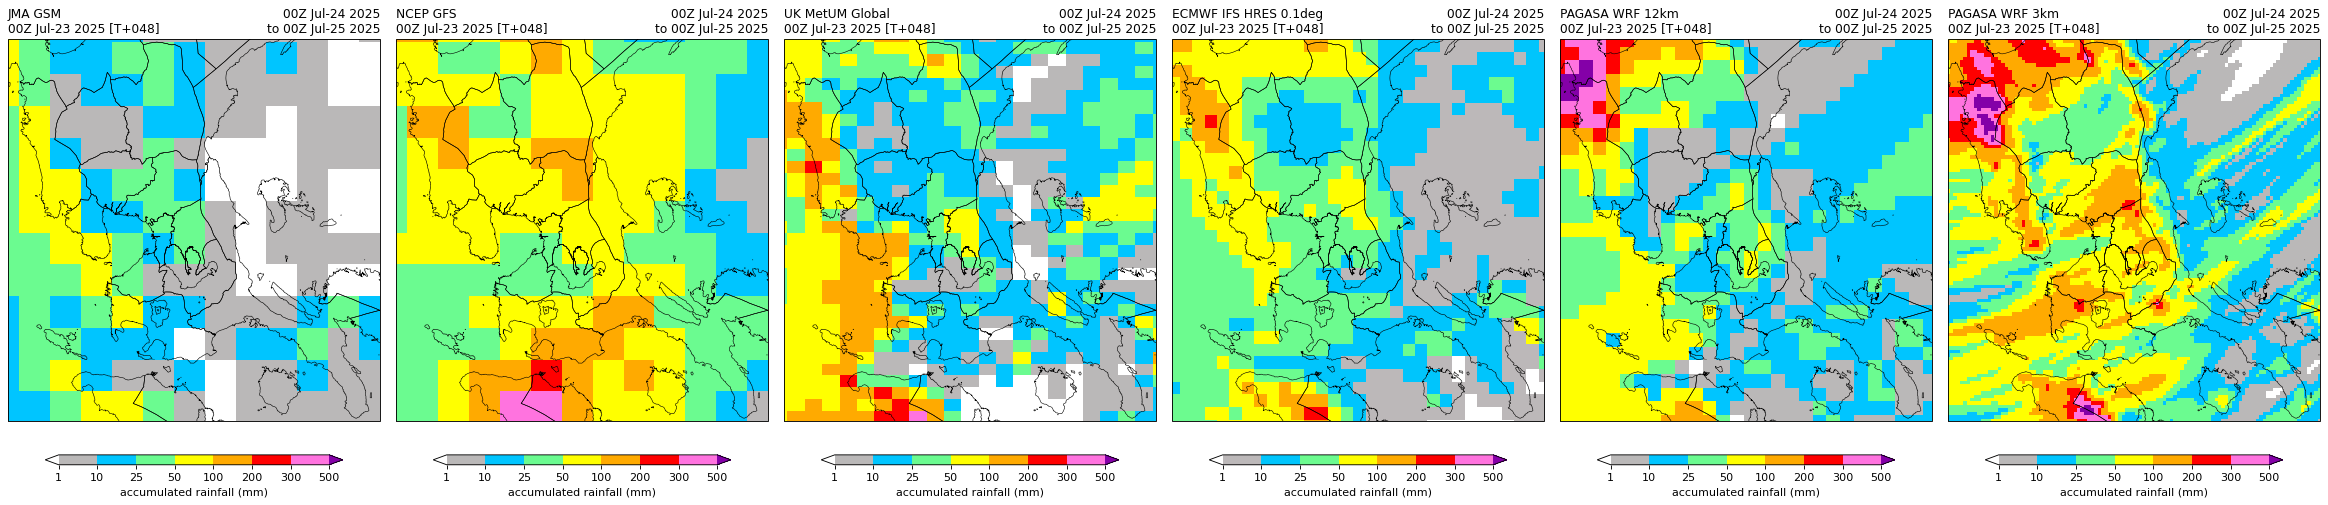 JMA GSM 00Z Jul-24 2025
00Z Jul-23 2025 [T+048] to 00Z Jul-25 2025
1 10 25 50 100 200 300 500
accumulated rainfall (mm)
NCEP GFS 00Z Jul-24 2025
00Z Jul-23 2025 [T+048] to 00Z Jul-25 2025
1 10 25 50 100 200 300 500
accumulated rainfall (mm)
UK MetUM Global 00Z Jul-24 2025
00Z Jul-23 2025 [T+048] to 00Z Jul-25 2025
1 10 25 50 100 200 300 500
accumulated rainfall (mm)
ECMWF IFS HRES 0.1deg 00Z Jul-24 2025
00Z Jul-23 2025 [T+048] to 00Z Jul-25 2025
1 10 25 50 100 200 300 500
accumulated rainfall (mm)
PAGASA WRF 12km 00Z Jul-24 2025
00Z Jul-23 2025 [T+048] to 00Z Jul-25 2025
1 10 25 50 100 200 300 500
accumulated rainfall (mm)
PAGASA WRF 3km 00Z Jul-24 2025
00Z Jul-23 2025 [T+048] to 00Z Jul-25 2025
1 10 25 50 100 200 300 500
accumulated rainfall (mm)